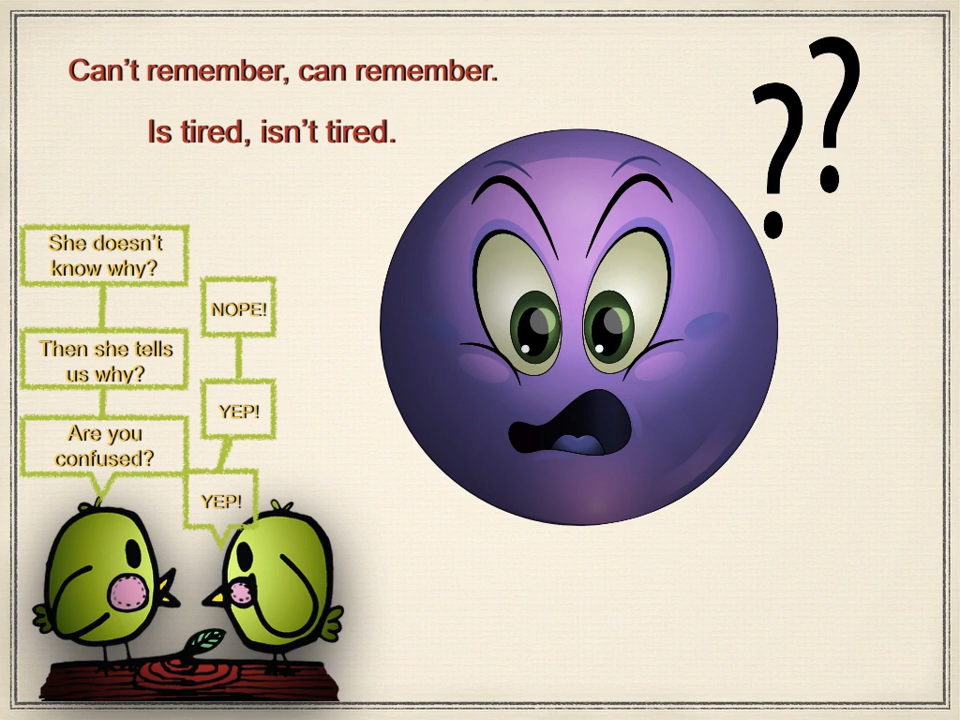 Can't remember, can remember.
Is tired, isn't tired.
??
She doesn't
know why?
NOPE!
Then she tells
us why?
YEP!
Are you
confused?
YEP!